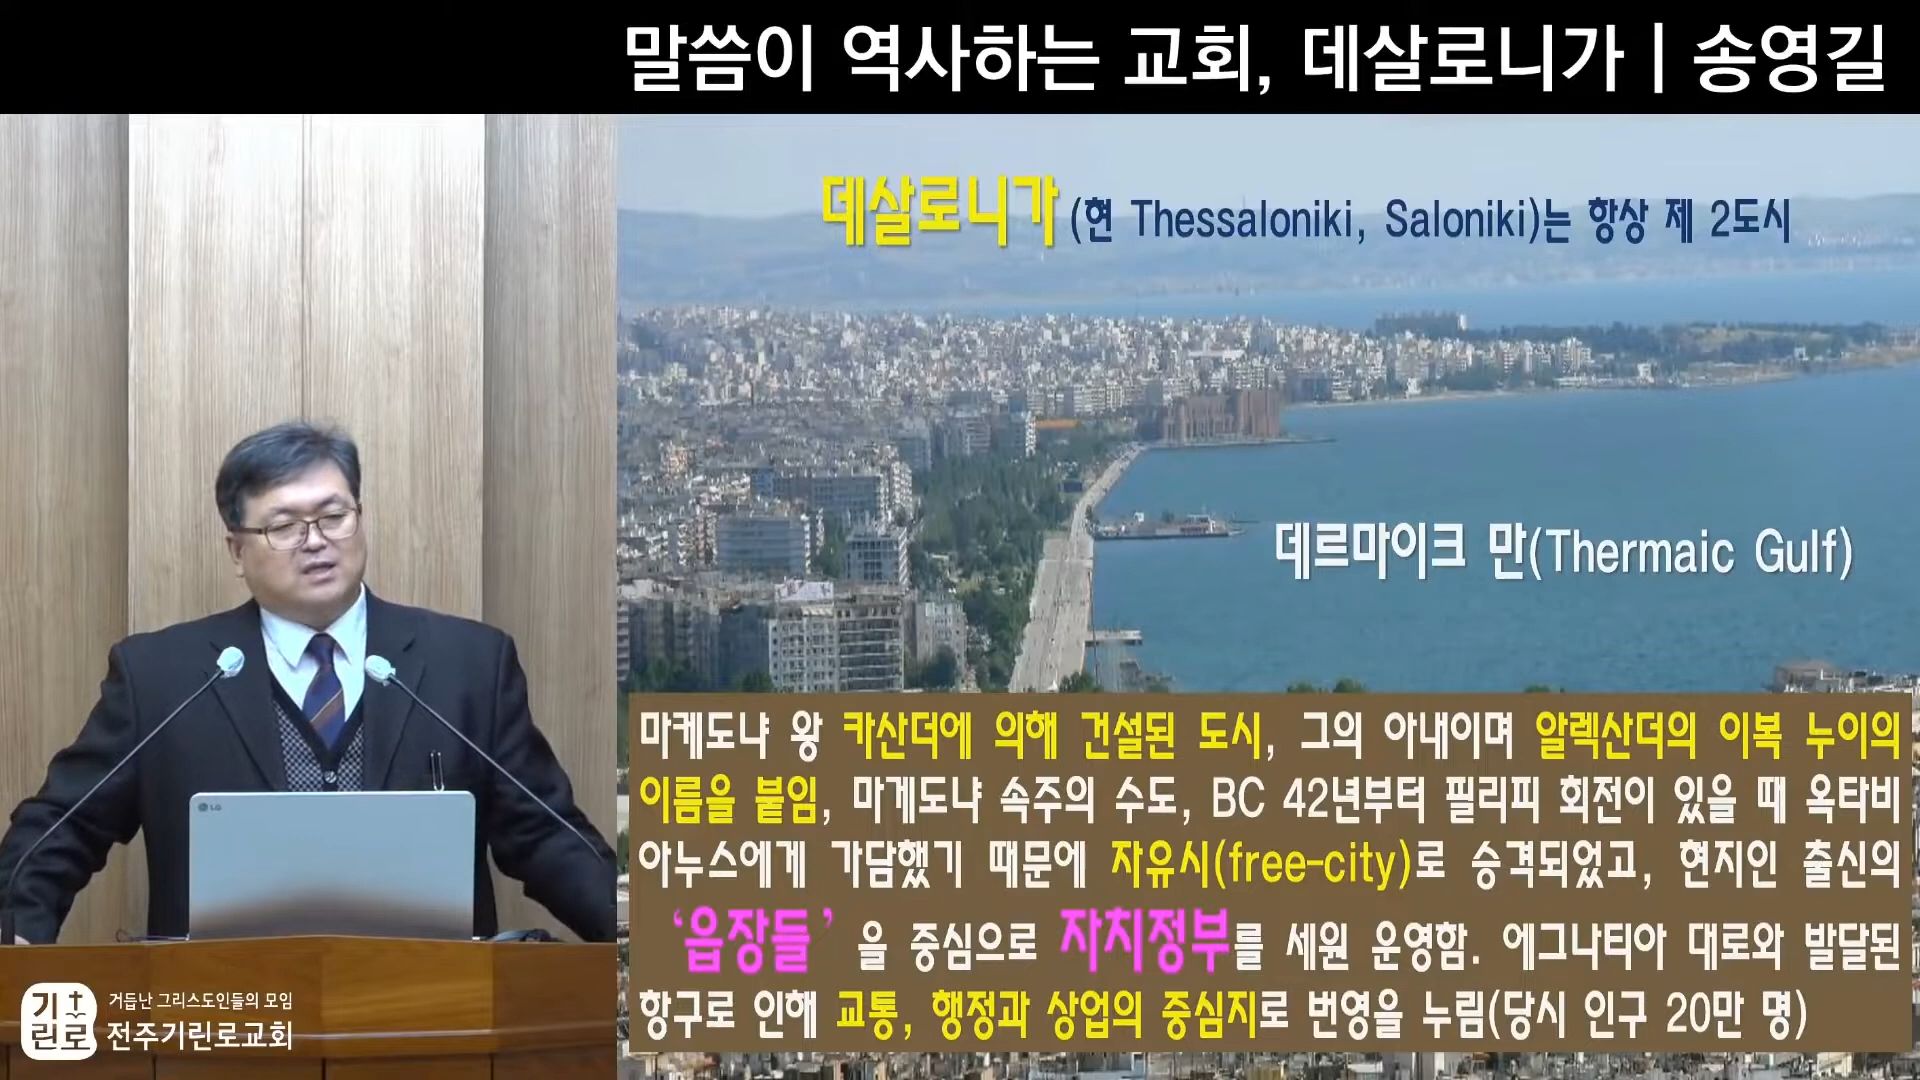 말씀이 역사하는 교회, 데살로니가 | 송영길
데살로니가 (현 Thessaloniki, Saloniki)는 항상 제 2도시
데르마이크 만(Thermaic Gulf)
마케도냐 왕 카산더에 의해 건설된 도시, 그의 아내이며 알렉산더의 이복 누이의
이름을 붙임, 마게도냐 속주의 수도, BC 42년부터 필리피 회전이 있을 때 옥타비
아누스에게 가담했기 때문에 자유시(free-city)로 승격되었고, 현지인 출신의
‘읍장들’ 을 중심으로 자치정부를 세원 운영함. 에그나티아 대로와 발달된
항구로 인해 교통, 행정과 상업의 중심지로 번영을 누림(당시 인구 20만 명)
LG
기린로
거듭난 그리스도인들의 모임
전주기린로교회